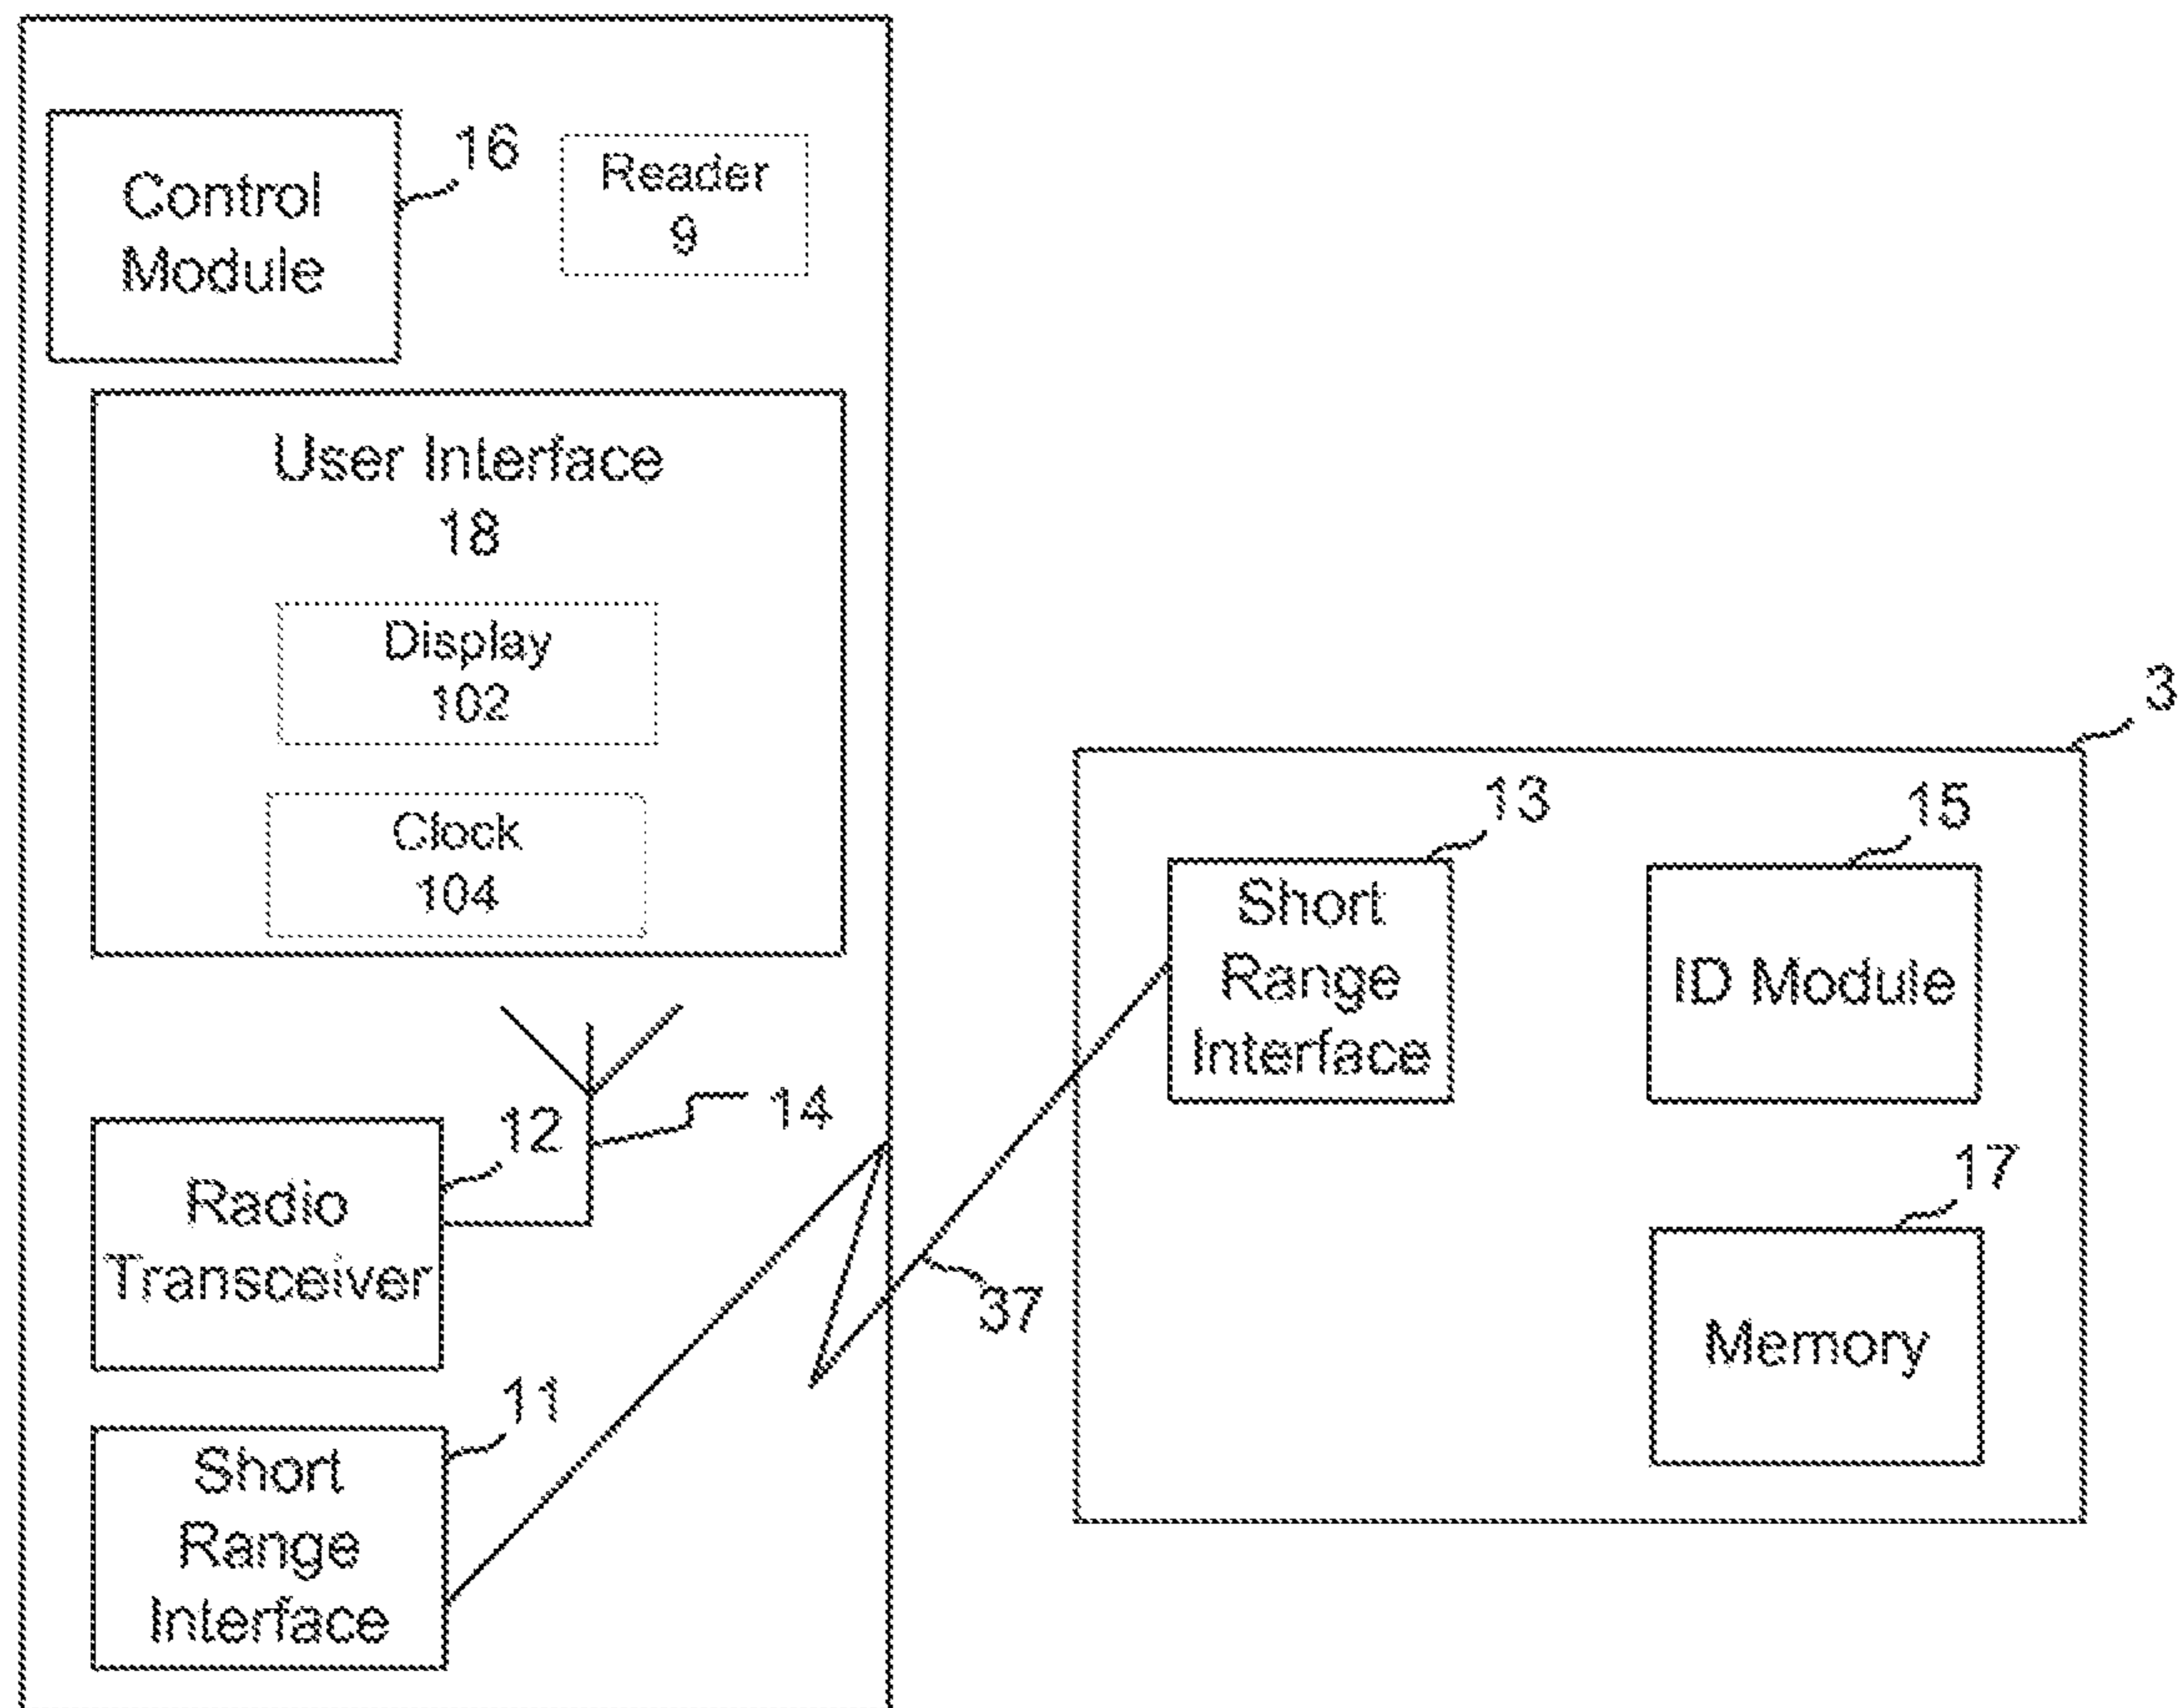 Control
Module
16
Reader
9
User Interface
18
Display
102
Clock
104
14
12
Radio
Transceiver
11
Short
Range
Interface
37
3
13
Short
Range
Interface
15
ID Module
17
Memory